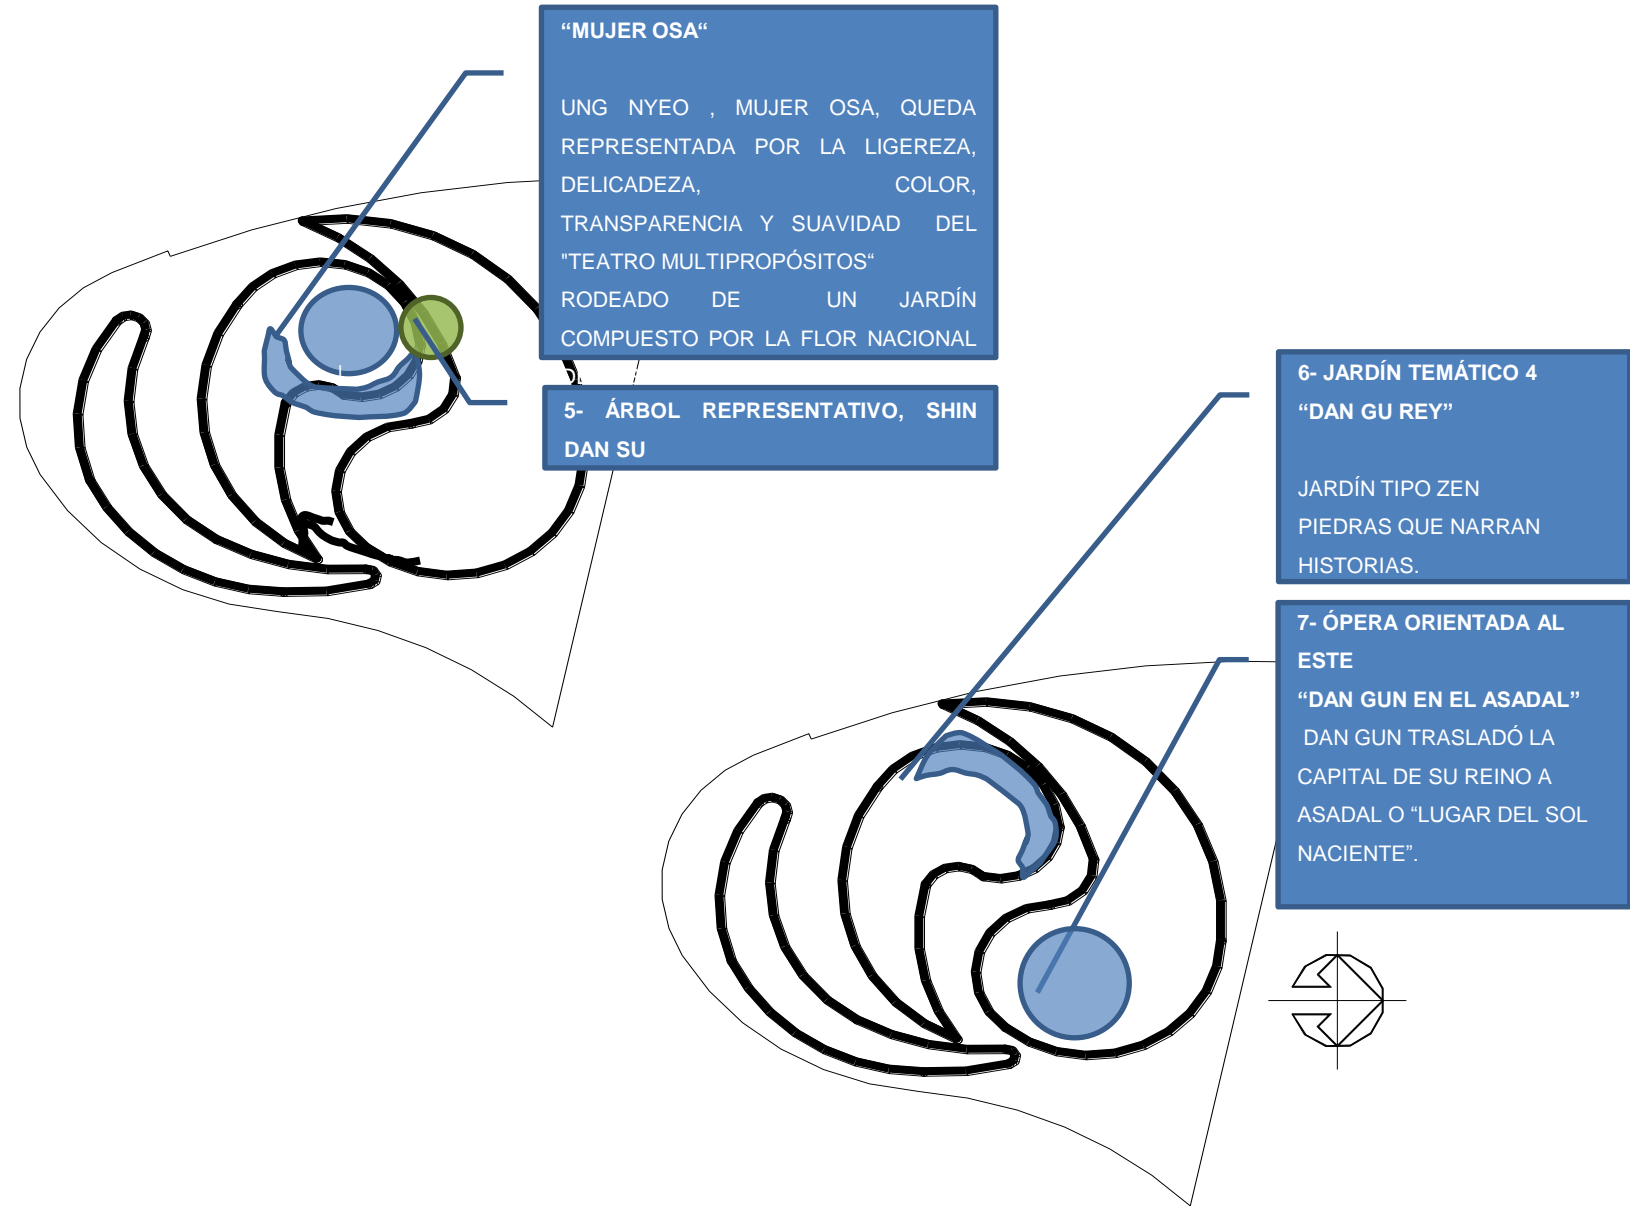 “MUJER OSA“
UNG NYEO , MUJER OSA, QUEDA
REPRESENTADA POR LA LIGEREZA,
DELICADEZA, COLOR,
TRANSPARENCIA Y SUAVIDAD DEL
"TEATRO MULTIPROPÓSITOS“
RODEADO DE UN JARDÍN
COMPUESTO POR LA FLOR NACIONAL
5- ÁRBOL REPRESENTATIVO, SHIN
DAN SU
6- JARDÍN TEMÁTICO 4
“DAN GU REY”
JARDÍN TIPO ZEN
PIEDRAS QUE NARRAN
HISTORIAS.
7- ÓPERA ORIENTADA AL
ESTE
“DAN GUN EN EL ASADAL”
DAN GUN TRASLADÓ LA
CAPITAL DE SU REINO A
ASADAL O “LUGAR DEL SOL
NACIENTE”.